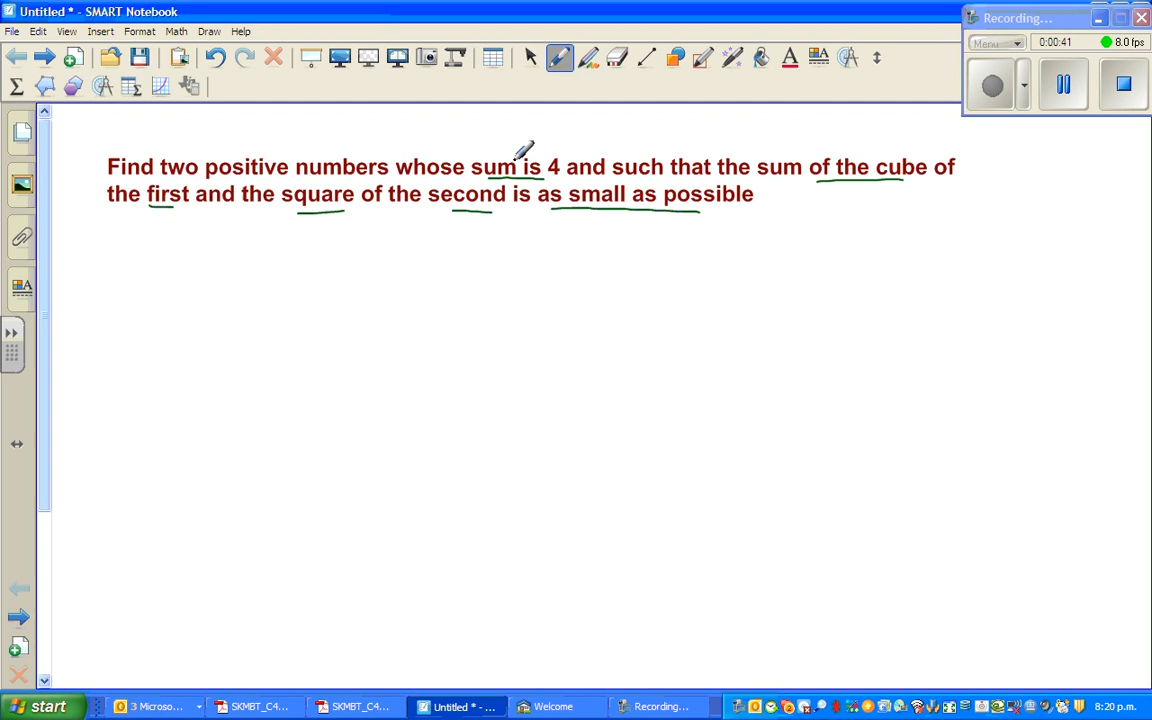 Untitled * - SMART Notebook
Recording...
File Edit View Insert Format Math Draw Help
Menu 0:00:41 8.0 fps
Find two positive numbers whose sum is 4 and such that the sum of the cube of
the first and the square of the second is as small as possible
start 3 Microso... SKMBT_C4... SKMBT_C4... Untitled * - ... Welcome Recording... 8:20 p.m.